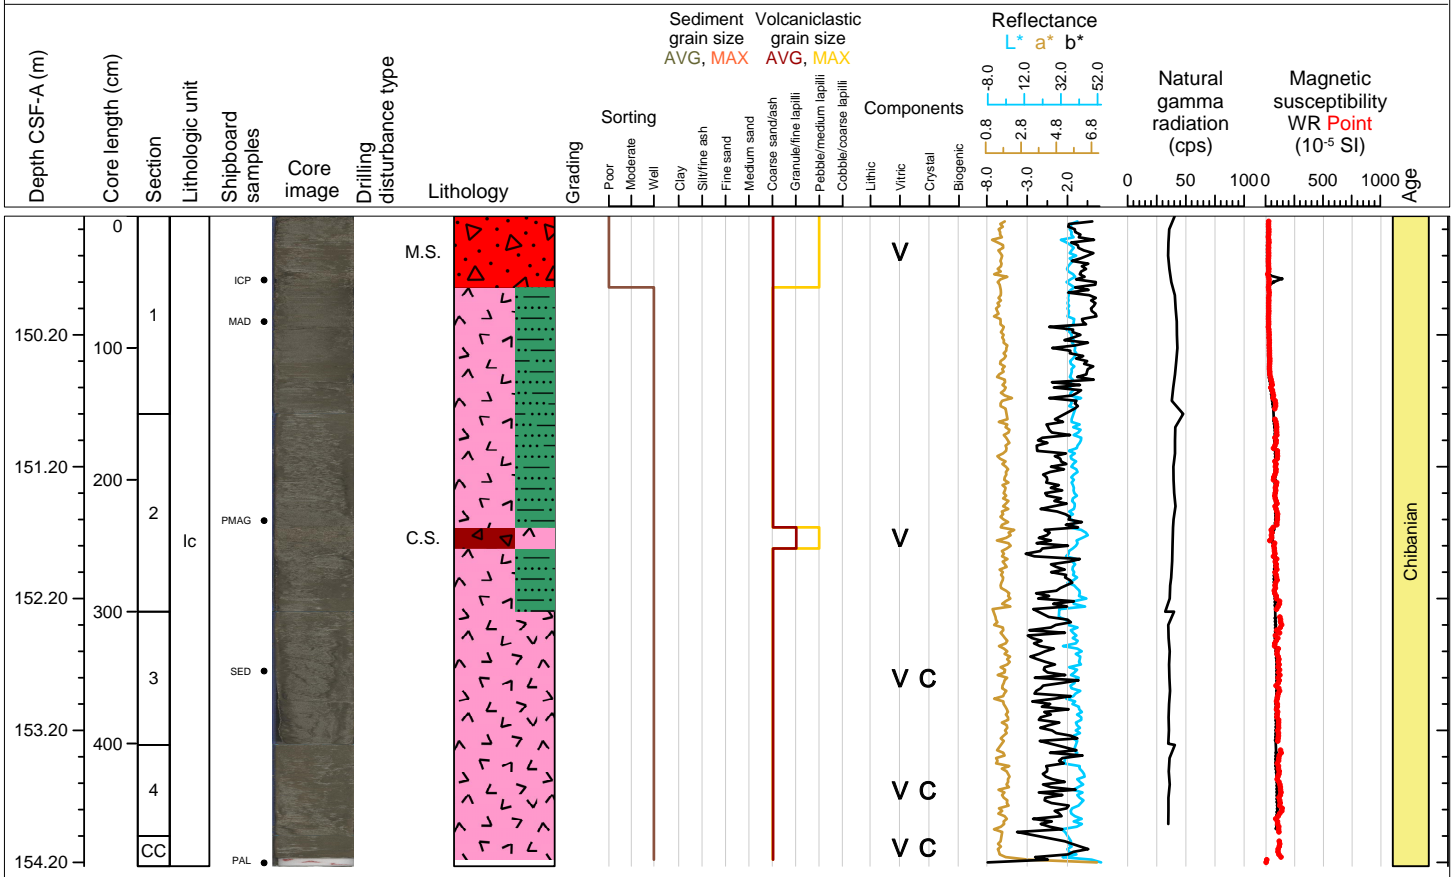 Depth CSF-A (m)
Core length (cm)
Section
Lithologic unit
Shipboard
samples
Core
image
Drilling
disturbance type
Lithology
Grading
Sorting
Poor
Moderate
Well
Sediment
grain size
AVG, MAX
Volcaniclastic
grain size
AVG, MAX
Clay
Silt/fine ash
Fine sand
Medium sand
Coarse sand/ash
Granule/fine lapilli
Pebble/medium lapilli
Cobble/coarse lapilli
Components
Lithic
Vitric
Crystal
Biogenic
Reflectance
L* a* b*
-8.0 12.0 32.0 52.0
0.8 2.8 4.8 6.8
-8.0 -3.0 2.0
Natural
gamma
radiation
(cps)
0 50 100
Magnetic
susceptibility
WR Point
(10-5 SI)
0 500 1000
Age
0
M.S.
V
ICP
MAD
1
150.20
100
151.20
200
2
PMAG
C.S.
V
Ic
Chibanian
152.20
300
SED
3
V C
153.20
400
4
V C
CC
V C
PAL
154.20